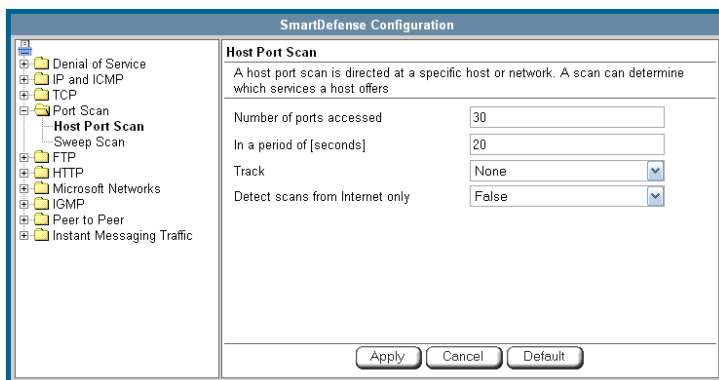 SmartDefense Configuration
Denial of Service
IP and ICMP
TCP
Port Scan
Host Port Scan
Sweep Scan
FTP
HTTP
Microsoft Networks
IGMP
Peer to Peer
Instant Messaging Traffic
Host Port Scan
A host port scan is directed at a specific host or network. A scan can determine
which services a host offers
Number of ports accessed 30
In a period of [seconds] 20
Track None
Detect scans from Internet only False
Apply Cancel Default